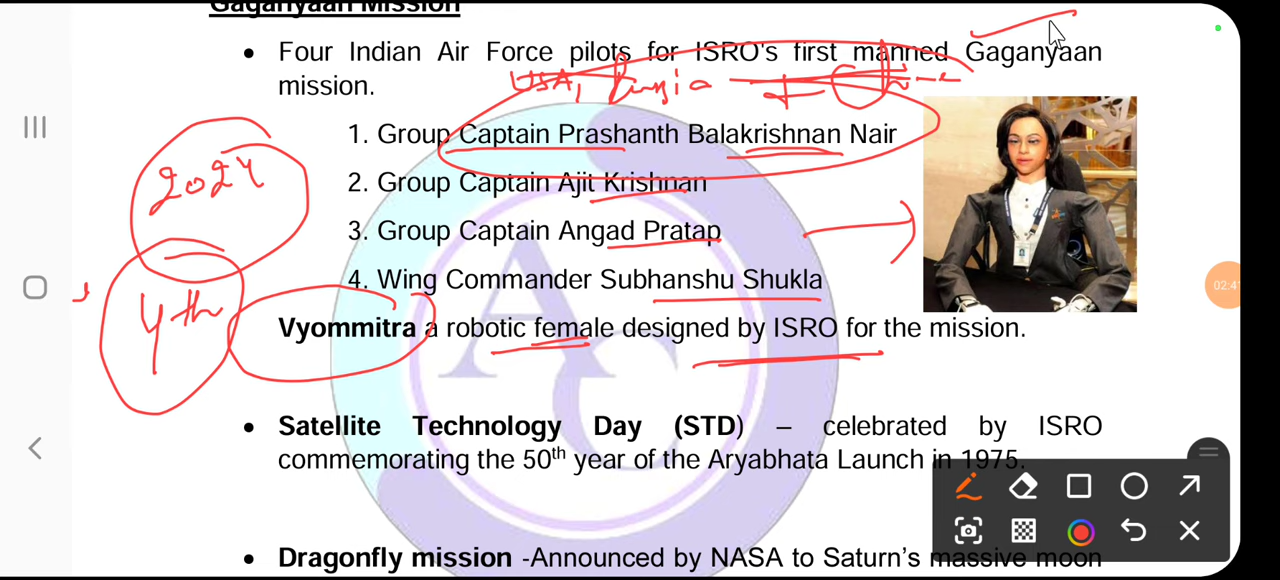 Gaganyaan Mission
• Four Indian Air Force pilots for ISRO's first manned Gaganyaan
mission.
USA, Russia China
1. Group Captain Prashanth Balakrishnan Nair
2024
2. Group Captain Ajit Krishnan
3. Group Captain Angad Pratap
4. Wing Commander Subhanshu Shukla
4th
Vyommitra a robotic female designed by ISRO for the mission.
• Satellite Technology Day (STD) – celebrated by ISRO
commemorating the 50th year of the Aryabhata Launch in 1975.
• Dragonfly mission -Announced by NASA to Saturn's massive moon
AC